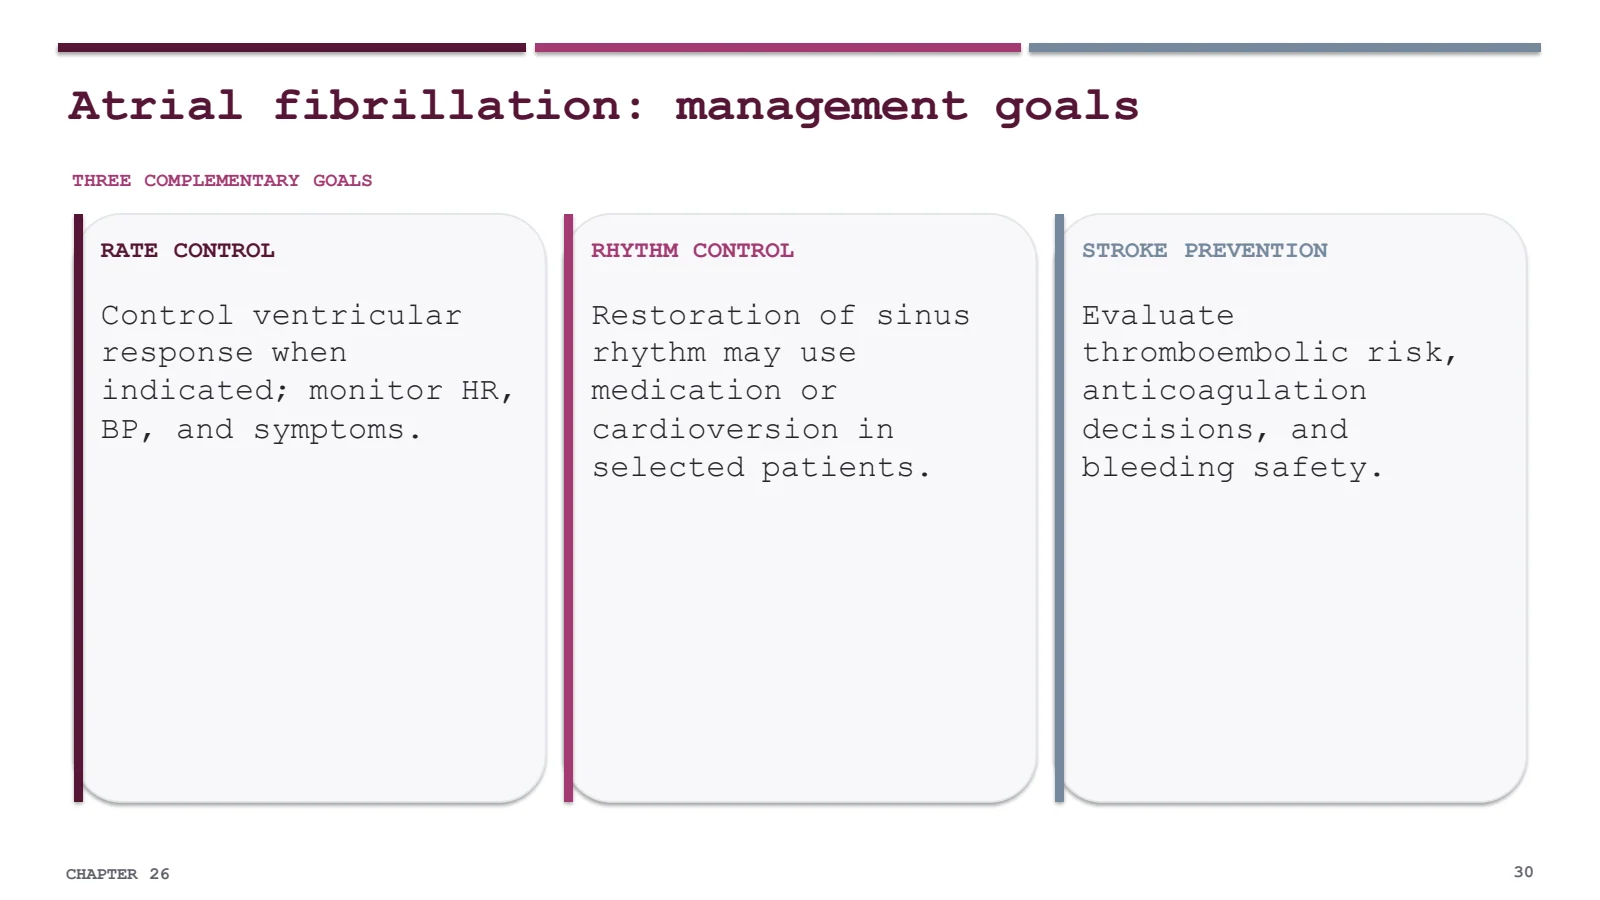 Atrial fibrillation: management goals
THREE COMPLEMENTARY GOALS
RATE CONTROL
Control ventricular
response when
indicated; monitor HR,
BP, and symptoms.
RHYTHM CONTROL
Restoration of sinus
rhythm may use
medication or
cardioversion in
selected patients.
STROKE PREVENTION
Evaluate
thromboembolic risk,
anticoagulation
decisions, and
bleeding safety.
CHAPTER 26
30